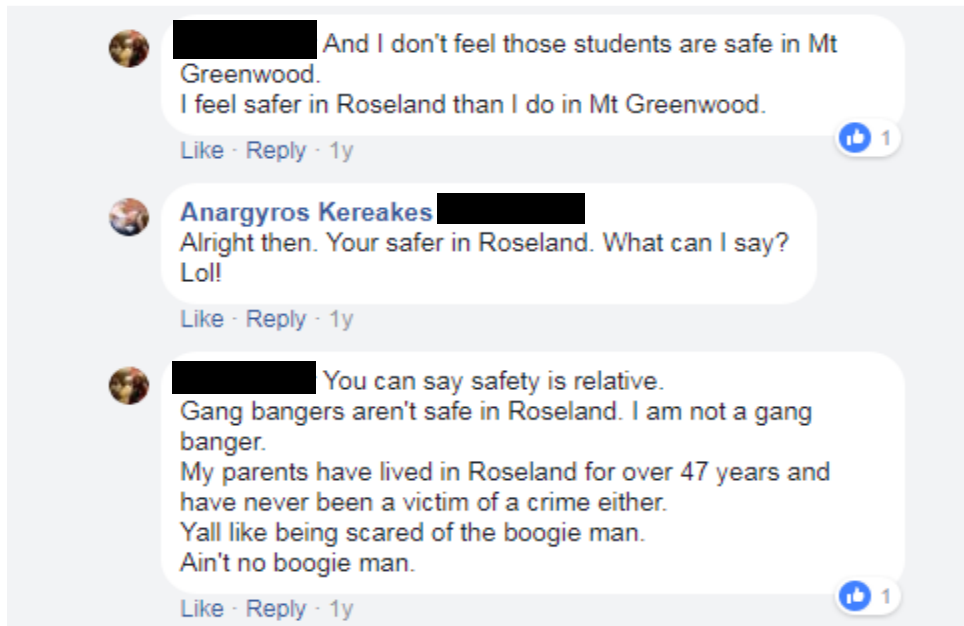 And I don't feel those students are safe in Mt
Greenwood.
I feel safer in Roseland than I do in Mt Greenwood.
1
Like · Reply · 1y
Anargyros Kereakes
Alright then. Your safer in Roseland. What can I say?
Lol!
Like · Reply · 1y
You can say safety is relative.
Gang bangers aren't safe in Roseland. I am not a gang
banger.
My parents have lived in Roseland for over 47 years and
have never been a victim of a crime either.
Yall like being scared of the boogie man.
Ain't no boogie man.
1
Like · Reply · 1y